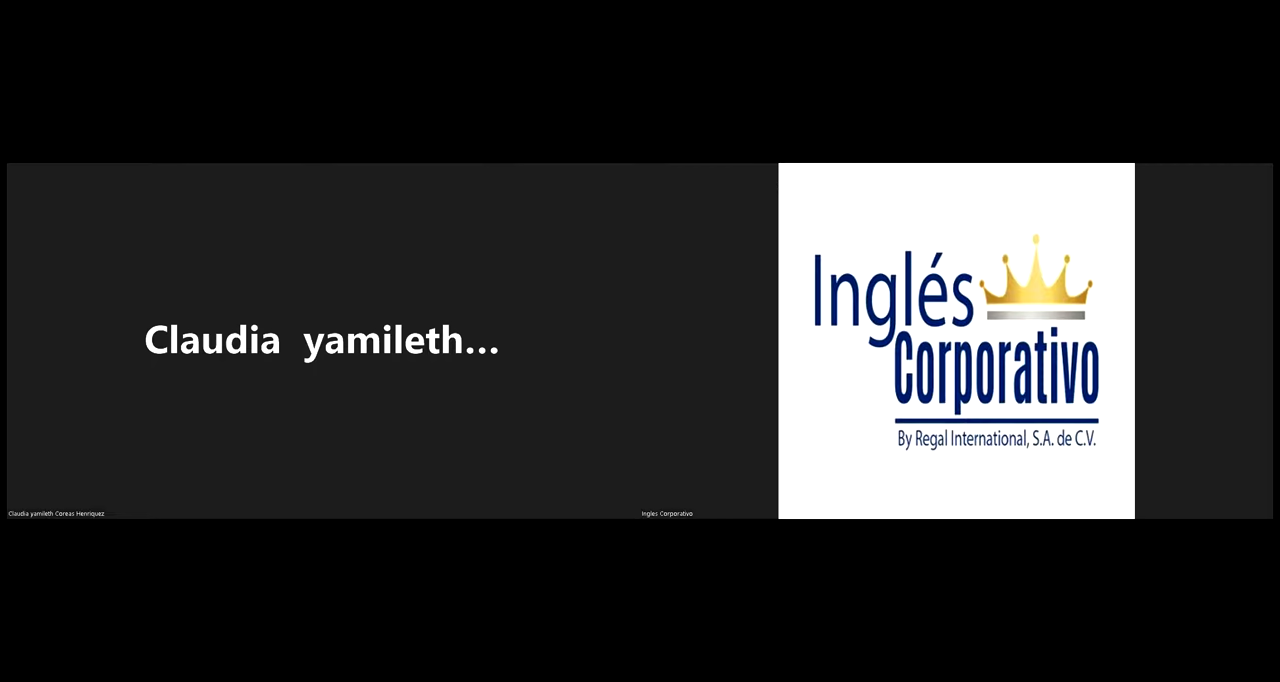 Claudia yamileth...
Inglés
Corporativo
By Regal International, S.A. de C.V.
Claudia yamileth Coreas Henriquez
Ingles Corporativo